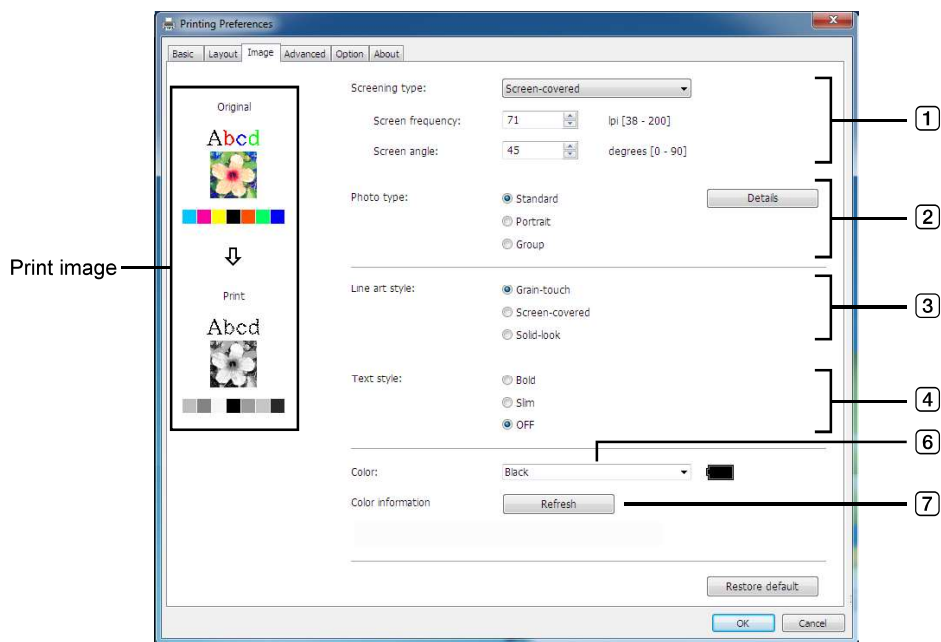 Printing Preferences
Basic Layout Image Advanced Option About
Original
Abcd
Print
Abcd
Print image
Screening type: Screen-covered
Screen frequency: 71 lpi [38 - 200]
Screen angle: 45 degrees [0 - 90]
1
Photo type: Standard Details
Portrait
Group
2
Line art style: Grain-touch
Screen-covered
Solid-look
3
Text style: Bold
Slim
OFF
4
6
Color: Black
Color information Refresh
7
Restore default
OK Cancel